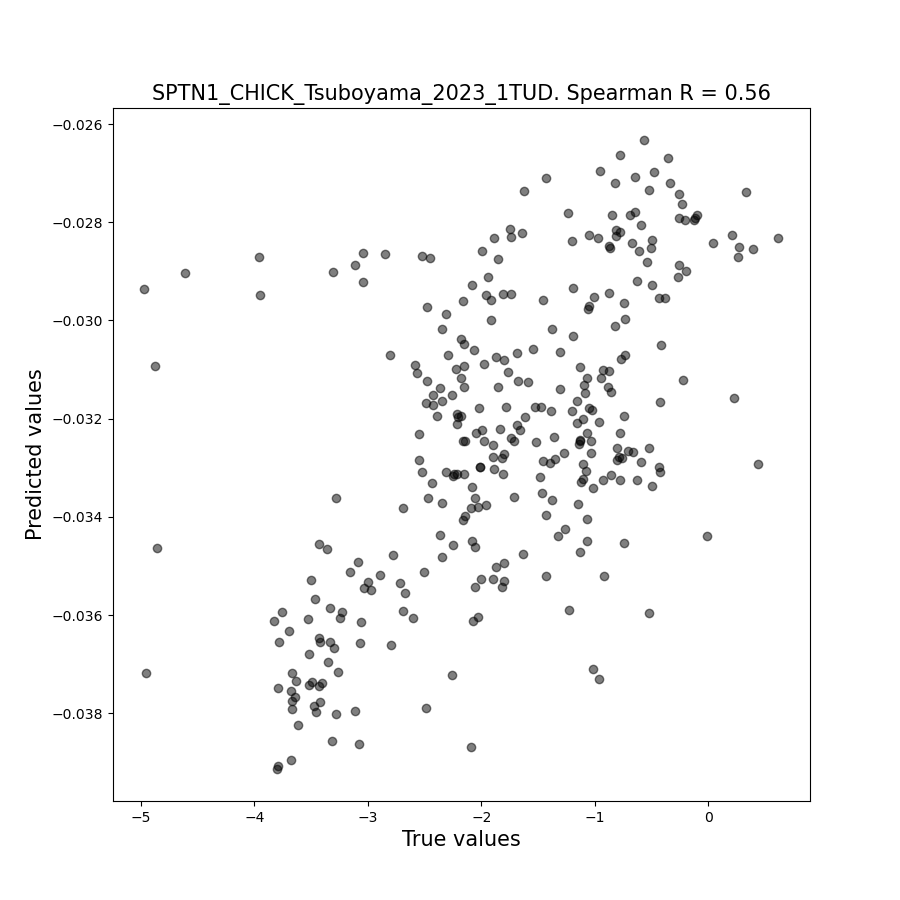 SPTN1_CHICK_Tsuboyama_2023_1TUD. Spearman R = 0.56
Predicted values
−0.026
−0.028
−0.030
−0.032
−0.034
−0.036
−0.038
−5 −4 −3 −2 −1 0
True values